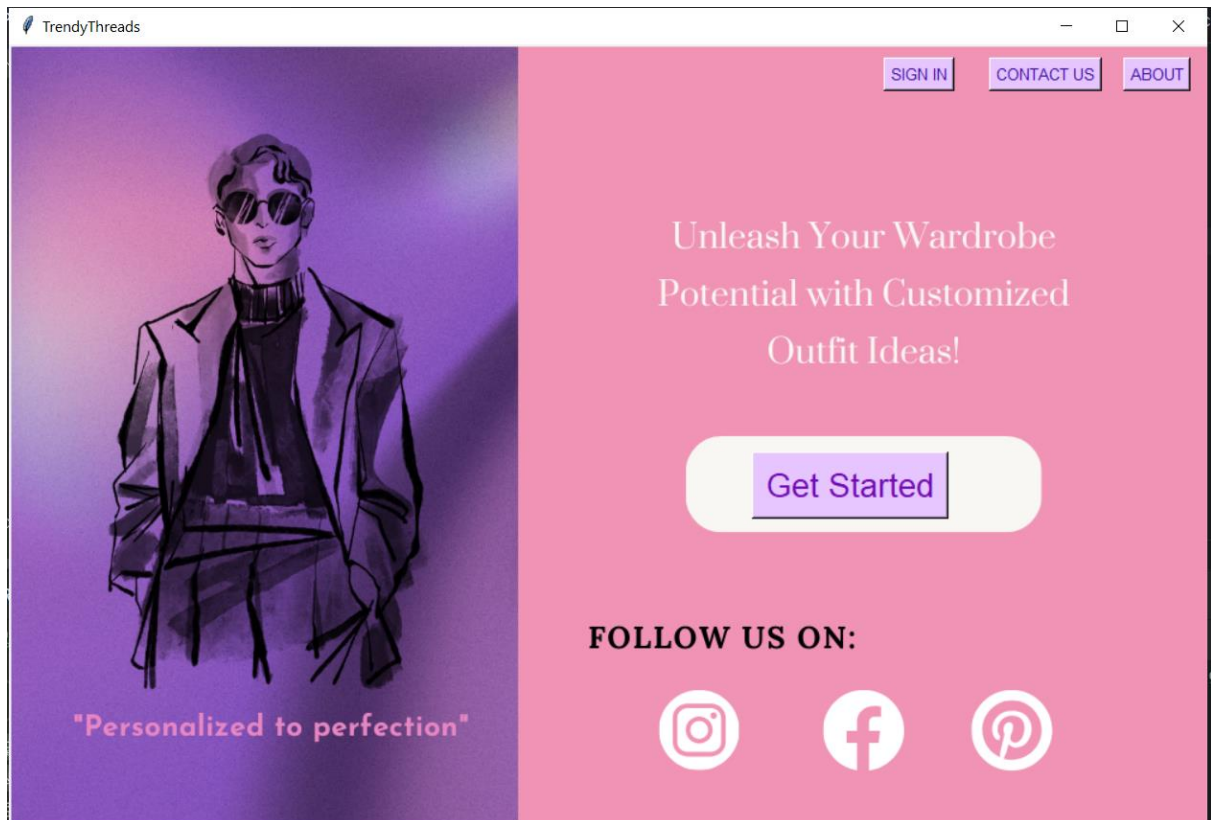 TrendyThreads
SIGN IN
CONTACT US
ABOUT
Unleash Your Wardrobe
Potential with Customized
Outfit Ideas!
Get Started
FOLLOW US ON:
"Personalized to perfection"